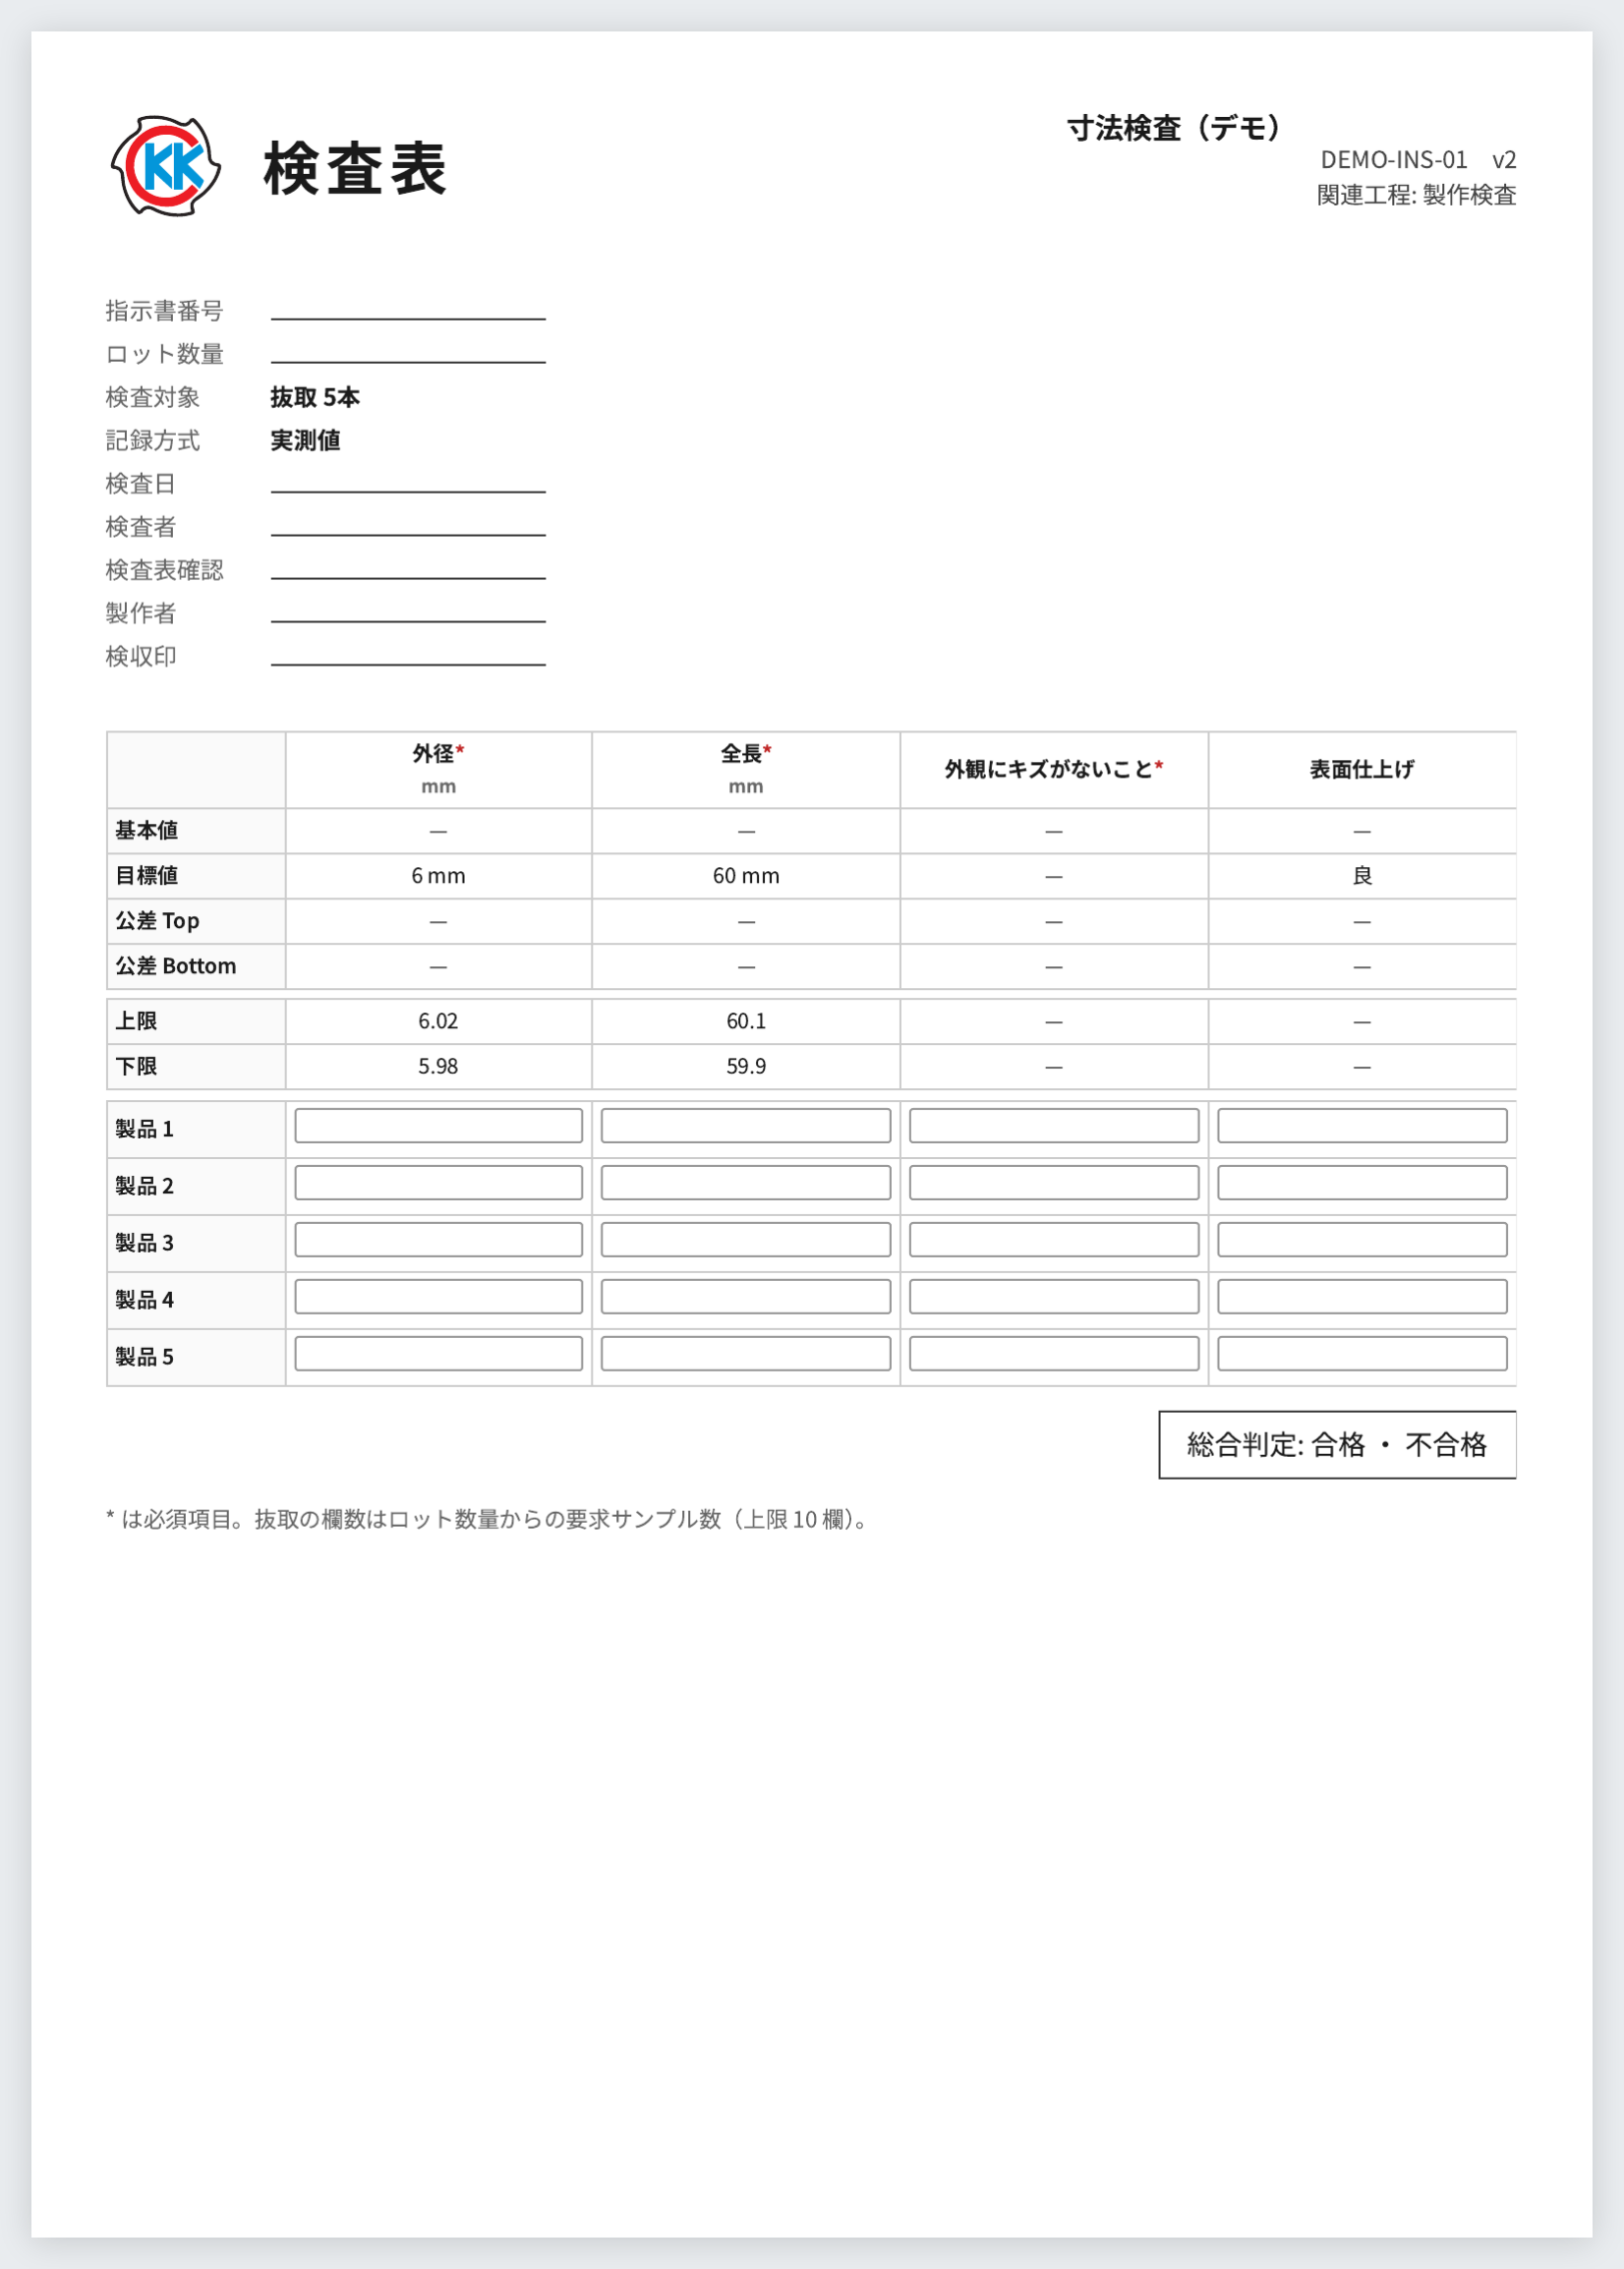 CKK
検査表
寸法検査（デモ）
DEMO-INS-01 v2
関連工程: 製作検査
指示書番号
ロット数量
検査対象 抜取 5本
記録方式 実測値
検査日
検査者
検査表確認
製作者
検収印
外径* 全長* 外観にキズがないこと* 表面仕上げ
mm mm
基本値 — — — —
目標値 6 mm 60 mm — 良
公差 Top — — — —
公差 Bottom — — — —
上限 6.02 60.1 — —
下限 5.98 59.9 — —
製品 1
製品 2
製品 3
製品 4
製品 5
総合判定: 合格 ・ 不合格
* は必須項目。抜取の欄数はロット数量からの要求サンプル数（上限 10 欄）。